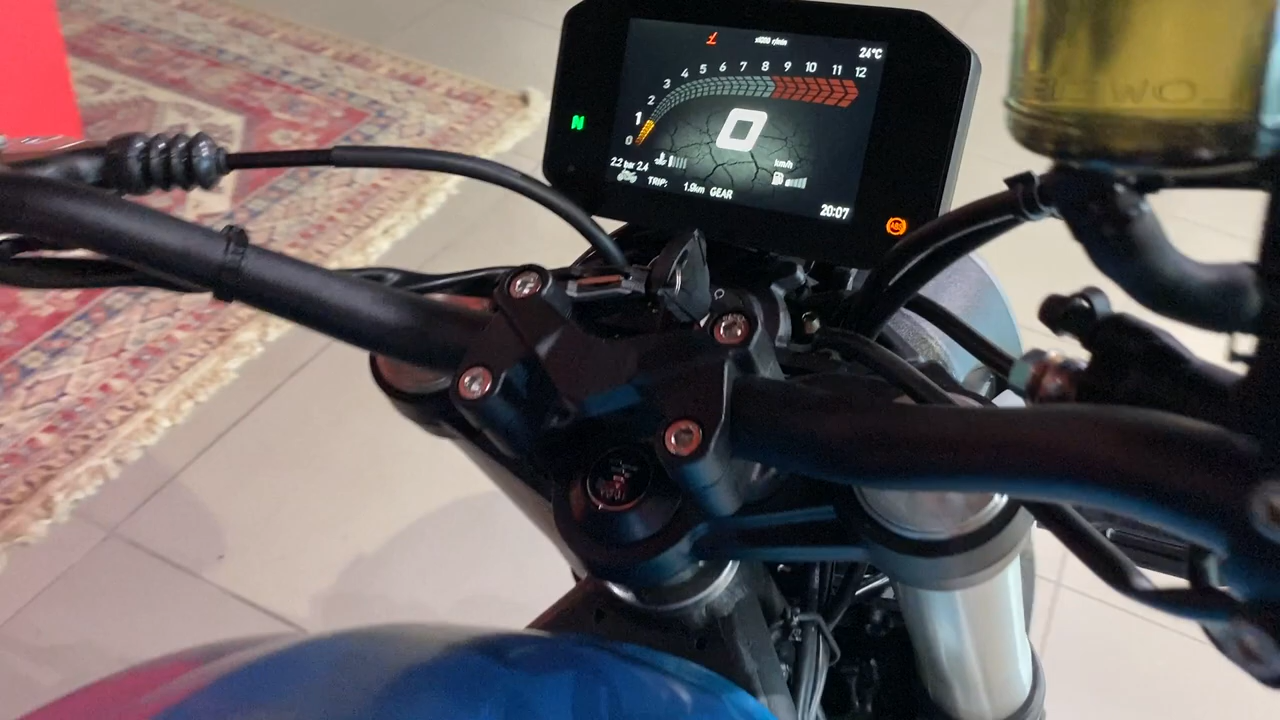 x1000 r/min
24°C
0 1 2 3 4 5 6 7 8 9 10 11 12
N
0
km/h
2.2 bar 2.4
TRIP: 1.9km GEAR
20:07
ABS